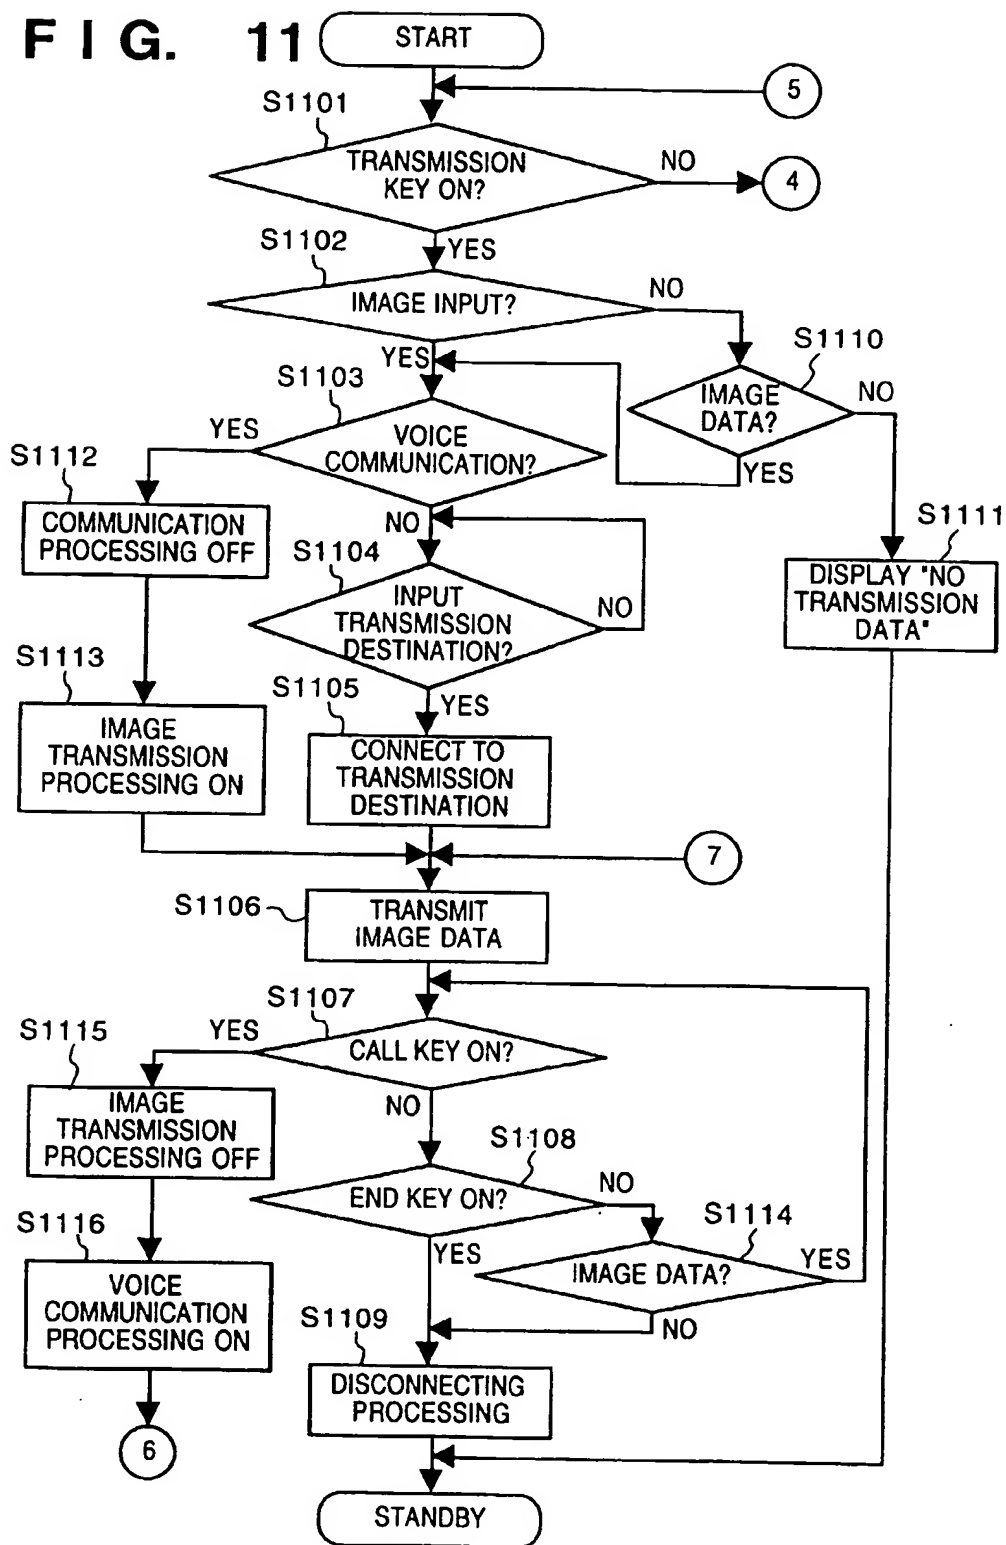 FIG. 11
START
5
S1101
TRANSMISSION
KEY ON?
NO
4
YES
S1102
IMAGE INPUT?
NO
YES
S1110
IMAGE
DATA?
NO
YES
S1103
VOICE
COMMUNICATION?
YES
NO
S1112
COMMUNICATION
PROCESSING OFF
S1104
INPUT
TRANSMISSION
DESTINATION?
NO
YES
S1111
DISPLAY "NO
TRANSMISSION
DATA"
S1113
IMAGE
TRANSMISSION
PROCESSING ON
S1105
CONNECT TO
TRANSMISSION
DESTINATION
7
S1106
TRANSMIT
IMAGE DATA
S1107
CALL KEY ON?
YES
NO
S1115
IMAGE
TRANSMISSION
PROCESSING OFF
S1108
END KEY ON?
NO
YES
S1114
IMAGE DATA?
YES
NO
S1116
VOICE
COMMUNICATION
PROCESSING ON
6
S1109
DISCONNECTING
PROCESSING
STANDBY